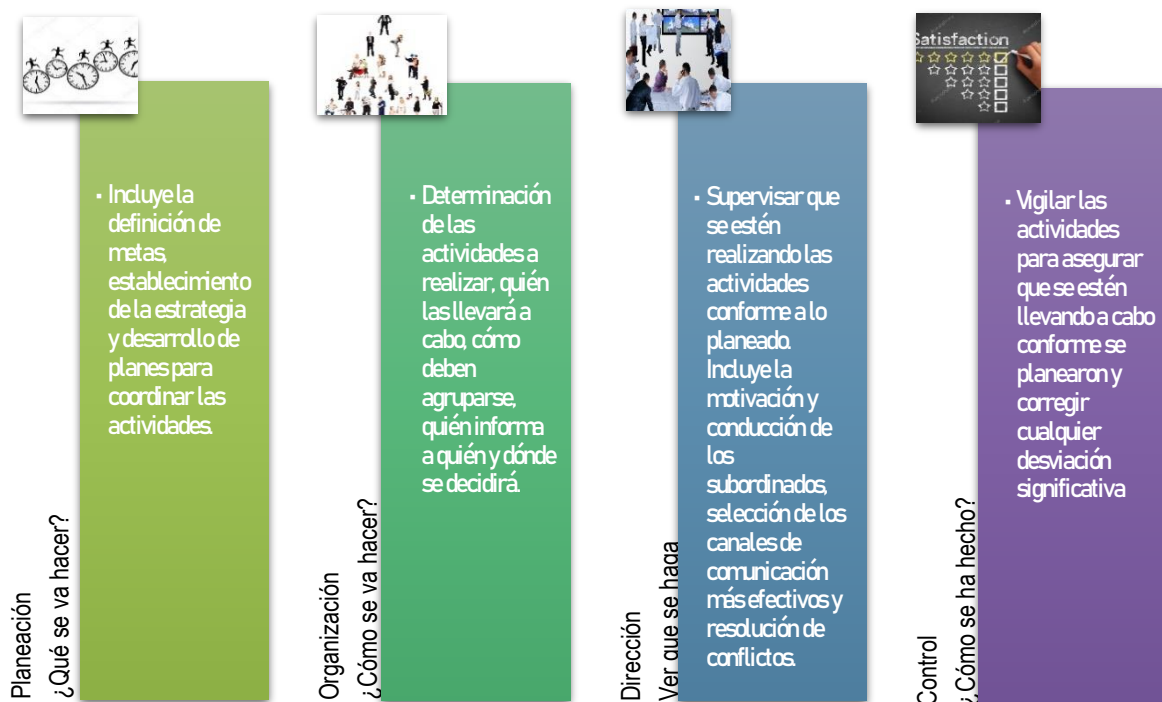 Planeación
¿Qué se va hacer?
▪ Incluye la
definición de
metas,
establecimiento
de la estrategia
y desarrollo de
planes para
coordinar las
actividades.
Organización
¿Cómo se va hacer?
▪ Determinación
de las
actividades a
realizar, quién
las llevará a
cabo, cómo
deben
agruparse,
quién informa
a quién y dónde
se decidirá.
Dirección
Ver que se haga
▪ Supervisar que
se estén
realizando las
actividades
conforme a lo
planeado.
Incluye la
motivación y
conducción de
los
subordinados,
selección de los
canales de
comunicación
más efectivos y
resolución de
conflictos.
Satisfaction
Control
¿Cómo se ha hecho?
▪ Vigilar las
actividades
para asegurar
que se estén
llevando a cabo
conforme se
planearon y
corregir
cualquier
desviación
significativa